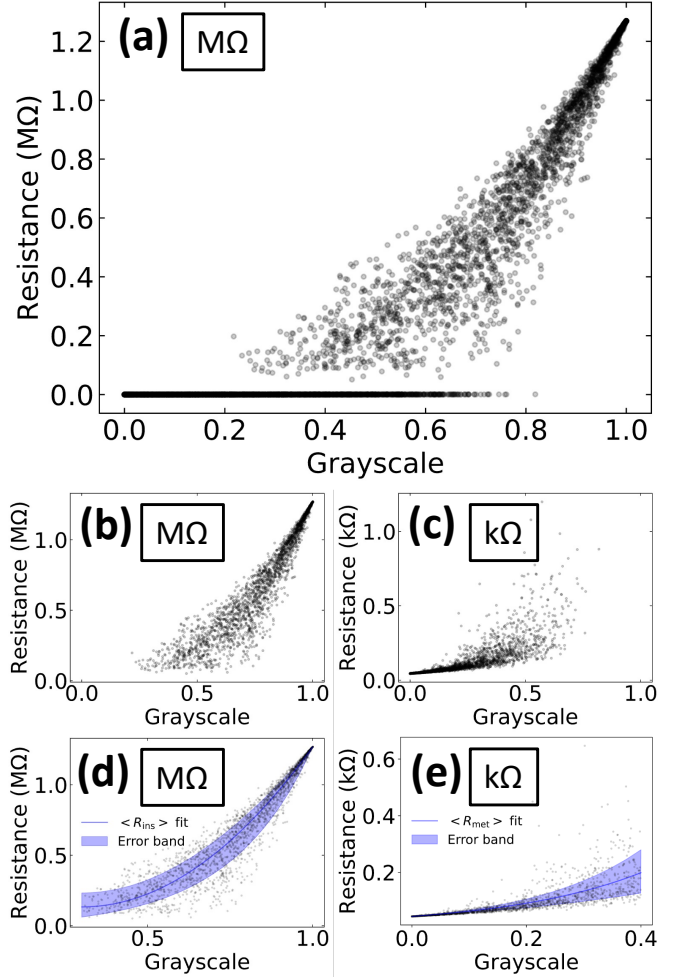 (a) MΩ
Resistance (MΩ)
1.2
1.0
0.8
0.6
0.4
0.2
0.0
0.0 0.2 0.4 0.6 0.8 1.0
Grayscale
(b) MΩ
Resistance (MΩ)
1.0
0.5
0.0
0.0 0.5 1.0
Grayscale
(c) kΩ
Resistance (kΩ)
1.0
0.5
0.0
0.0 0.5 1.0
Grayscale
(d) MΩ
Resistance (MΩ)
1.0
0.5
0.0
< R_ins > fit
Error band
0.5 1.0
Grayscale
(e) kΩ
Resistance (kΩ)
0.6
0.4
0.2
< R_met > fit
Error band
0.0 0.2 0.4
Grayscale